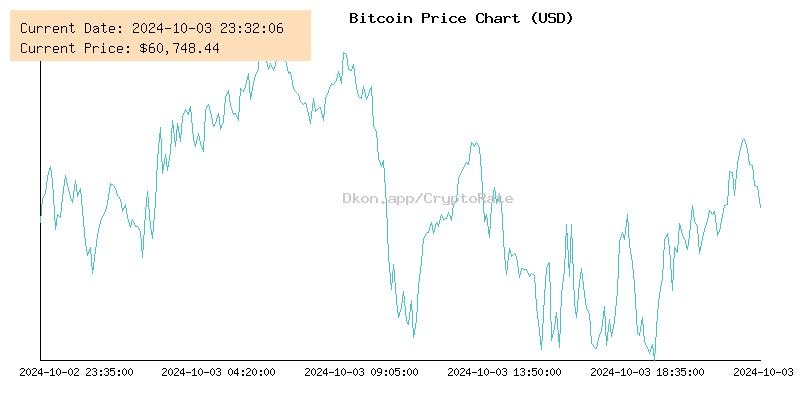 Bitcoin Price Chart (USD)
Current Date: 2024-10-03 23:32:06
Current Price: $60,748.44
Dkon.app/CryptoRate
2024-10-02 23:35:00 2024-10-03 04:20:00 2024-10-03 09:05:00 2024-10-03 13:50:00 2024-10-03 18:35:00 2024-10-03